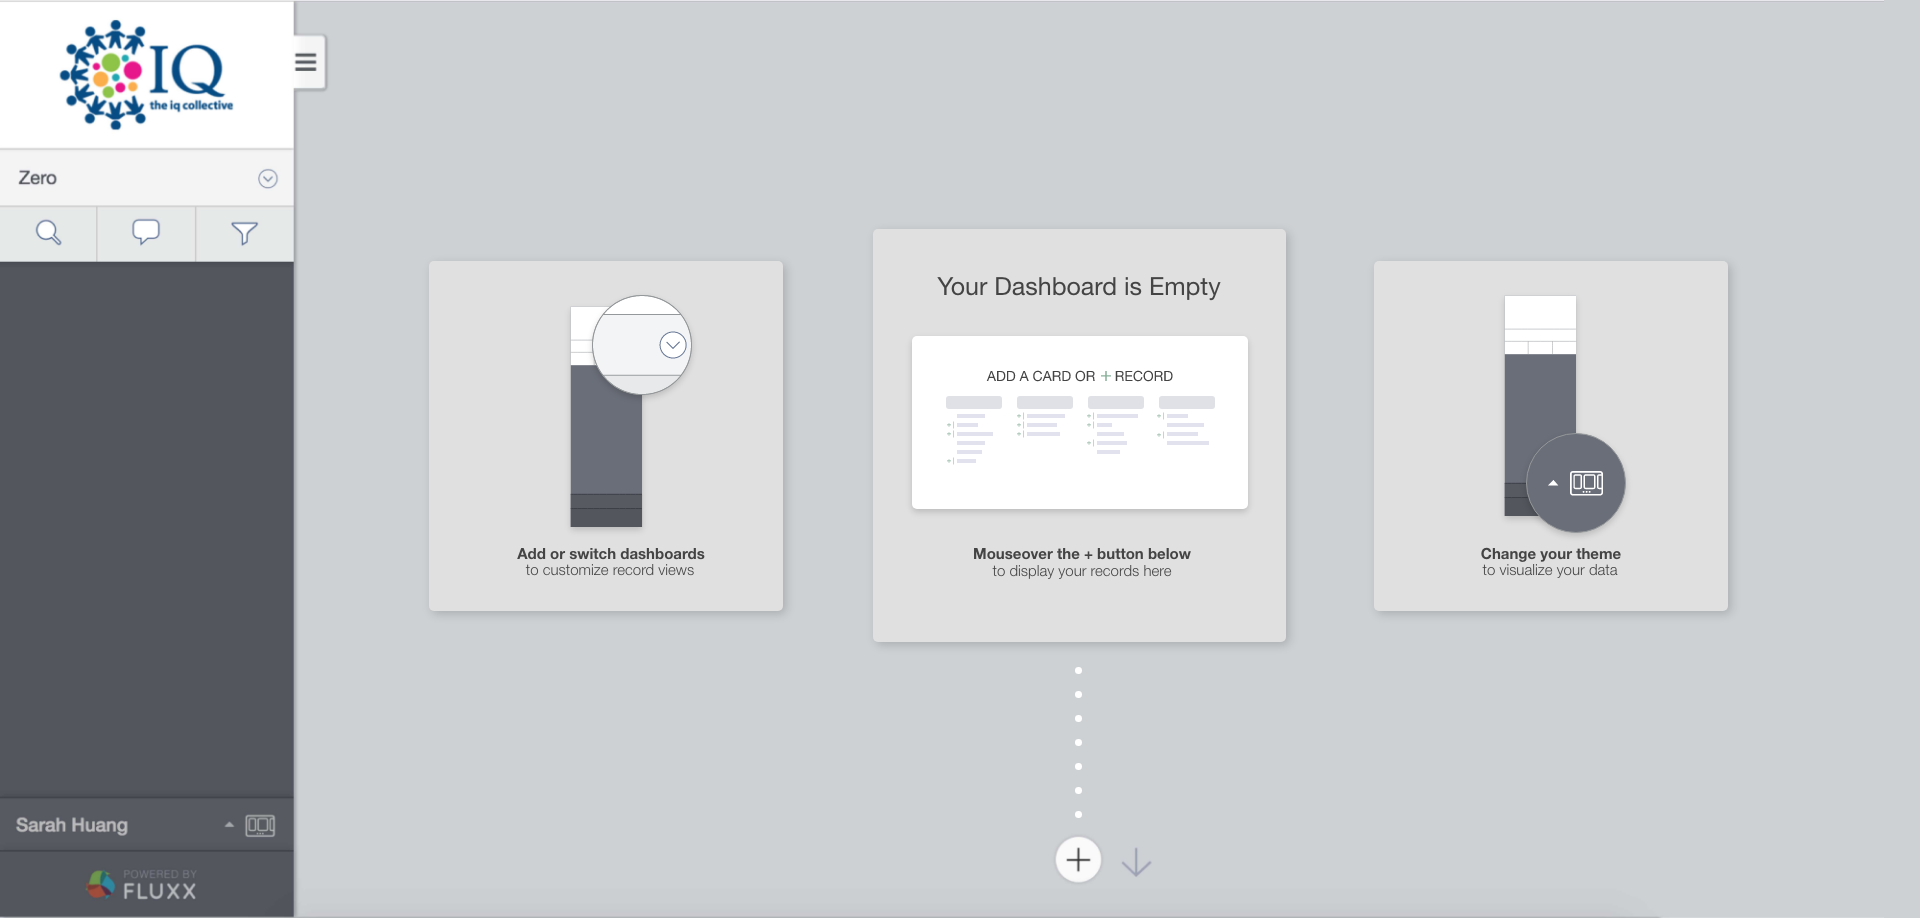 IQ
the iq collective
Zero
Your Dashboard is Empty
ADD A CARD OR + RECORD
Add or switch dashboards
to customize record views
Mouseover the + button below
to display your records here
Change your theme
to visualize your data
Sarah Huang
POWERED BY
FLUXX